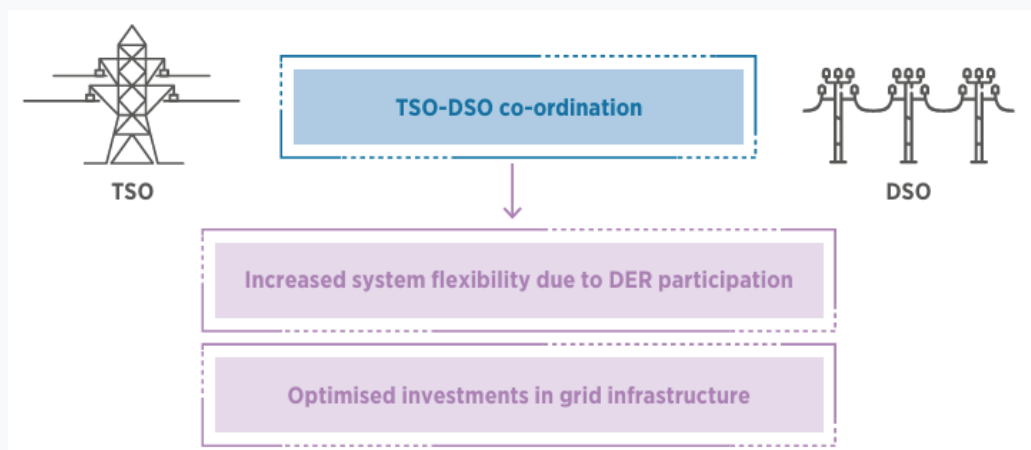 TSO-DSO co-ordination
TSO
DSO
Increased system flexibility due to DER participation
Optimised investments in grid infrastructure